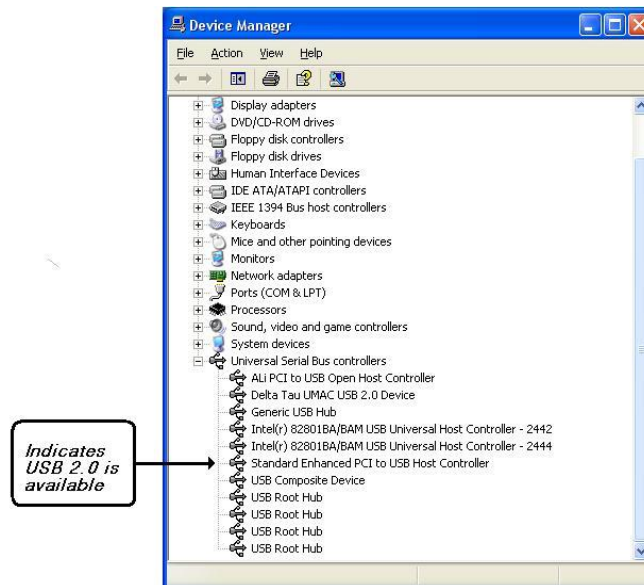 Device Manager
File Action View Help
Display adapters
DVD/CD-ROM drives
Floppy disk controllers
Floppy disk drives
Human Interface Devices
IDE ATA/ATAPI controllers
IEEE 1394 Bus host controllers
Keyboards
Mice and other pointing devices
Monitors
Network adapters
Ports (COM & LPT)
Processors
Sound, video and game controllers
System devices
Universal Serial Bus controllers
ALi PCI to USB Open Host Controller
Delta Tau UMAC USB 2.0 Device
Generic USB Hub
Intel(r) 82801BA/BAM USB Universal Host Controller - 2442
Intel(r) 82801BA/BAM USB Universal Host Controller - 2444
Standard Enhanced PCI to USB Host Controller
USB Composite Device
USB Root Hub
USB Root Hub
USB Root Hub
USB Root Hub
Indicates
USB 2.0 is
available